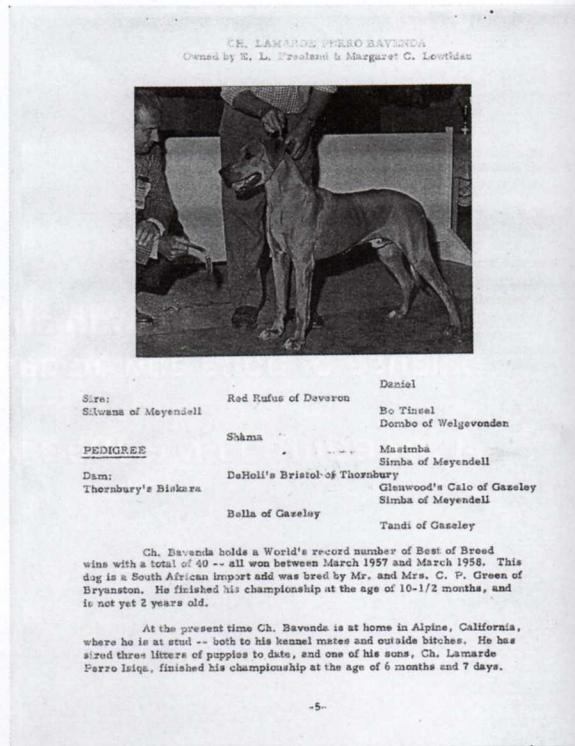 CH. LAMARDE PERRO BAVENDA
Owned by E. L. Freeland & Margaret C. Lowthian
Daniel
Sire: Red Rufus of Daveron
Silwana of Meyendell Bo Tinsel
Dombo of Welgevonden
Shama
PEDIGREE Masimba
Simba of Meyendell
Dam: DeHoli's Bristol of Thornbury
Thornbury's Biskara Glenwood's Calo of Gazeley
Simba of Meyendell
Bella of Gazeley
Tandi of Gazeley
Ch. Bavenda holds a World's record number of Best of Breed
wins with a total of 40 -- all won between March 1957 and March 1958. This
dog is a South African import and was bred by Mr. and Mrs. C. P. Green of
Bryanston. He finished his championship at the age of 10-1/2 months, and
is not yet 2 years old.
At the present time Ch. Bavenda is at home in Alpine, California,
where he is at stud -- both to his kennel mates and outside bitches. He has
sired three litters of puppies to date, and one of his sons, Ch. Lamarde
Perro Isiqa, finished his championship at the age of 6 months and 7 days.
-5-